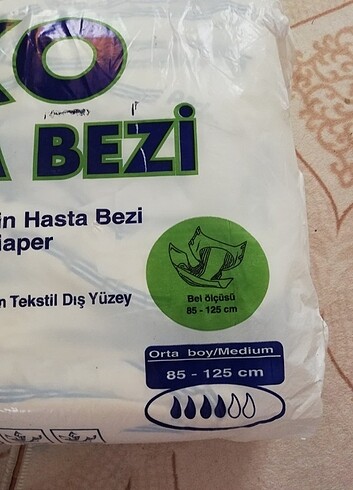 KO
A BEZİ
in Hasta Bezi
iaper
n Tekstil Dış Yüzey
Bel ölçüsü
85 - 125 cm
Orta boy/Medium
85 - 125 cm